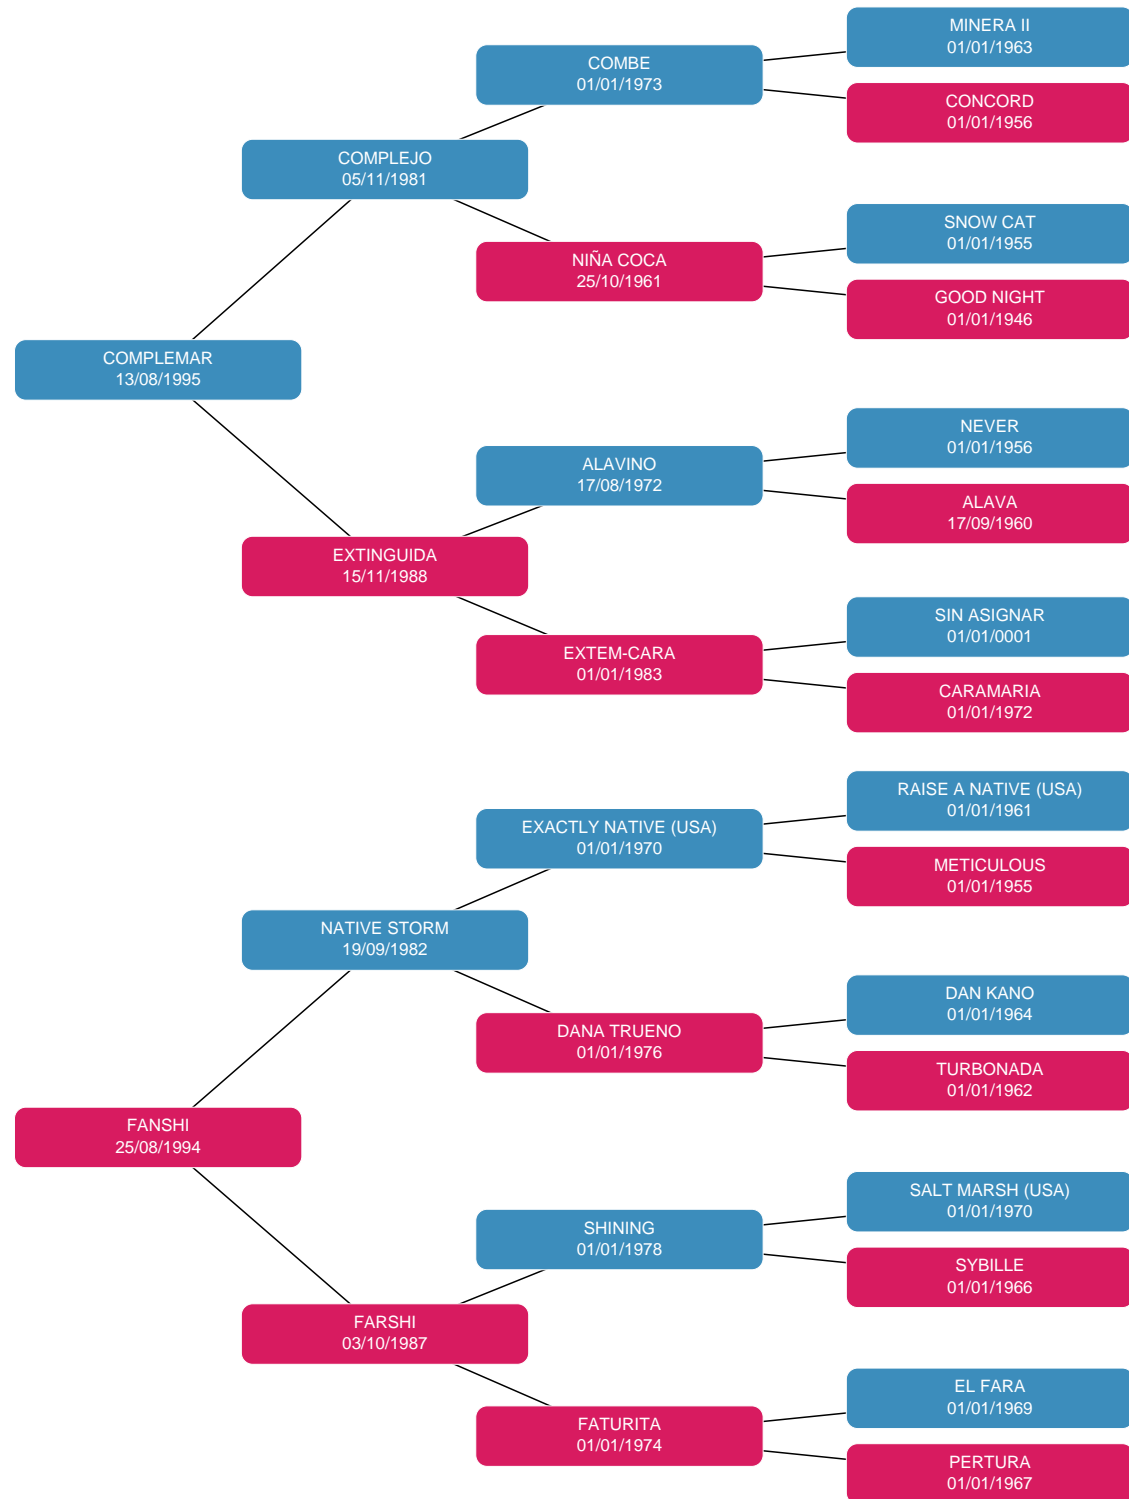 MINERA II
01/01/1963
COMBE
01/01/1973
CONCORD
01/01/1956
COMPLEJO
05/11/1981
SNOW CAT
01/01/1955
NIÑA COCA
25/10/1961
GOOD NIGHT
01/01/1946
COMPLEMAR
13/08/1995
NEVER
01/01/1956
ALAVINO
17/08/1972
ALAVA
17/09/1960
EXTINGUIDA
15/11/1988
SIN ASIGNAR
01/01/0001
EXTEM-CARA
01/01/1983
CARAMARIA
01/01/1972
RAISE A NATIVE (USA)
01/01/1961
EXACTLY NATIVE (USA)
01/01/1970
METICULOUS
01/01/1955
NATIVE STORM
19/09/1982
DAN KANO
01/01/1964
DANA TRUENO
01/01/1976
TURBONADA
01/01/1962
FANSHI
25/08/1994
SALT MARSH (USA)
01/01/1970
SHINING
01/01/1978
SYBILLE
01/01/1966
FARSHI
03/10/1987
EL FARA
01/01/1969
FATURITA
01/01/1974
PERTURA
01/01/1967